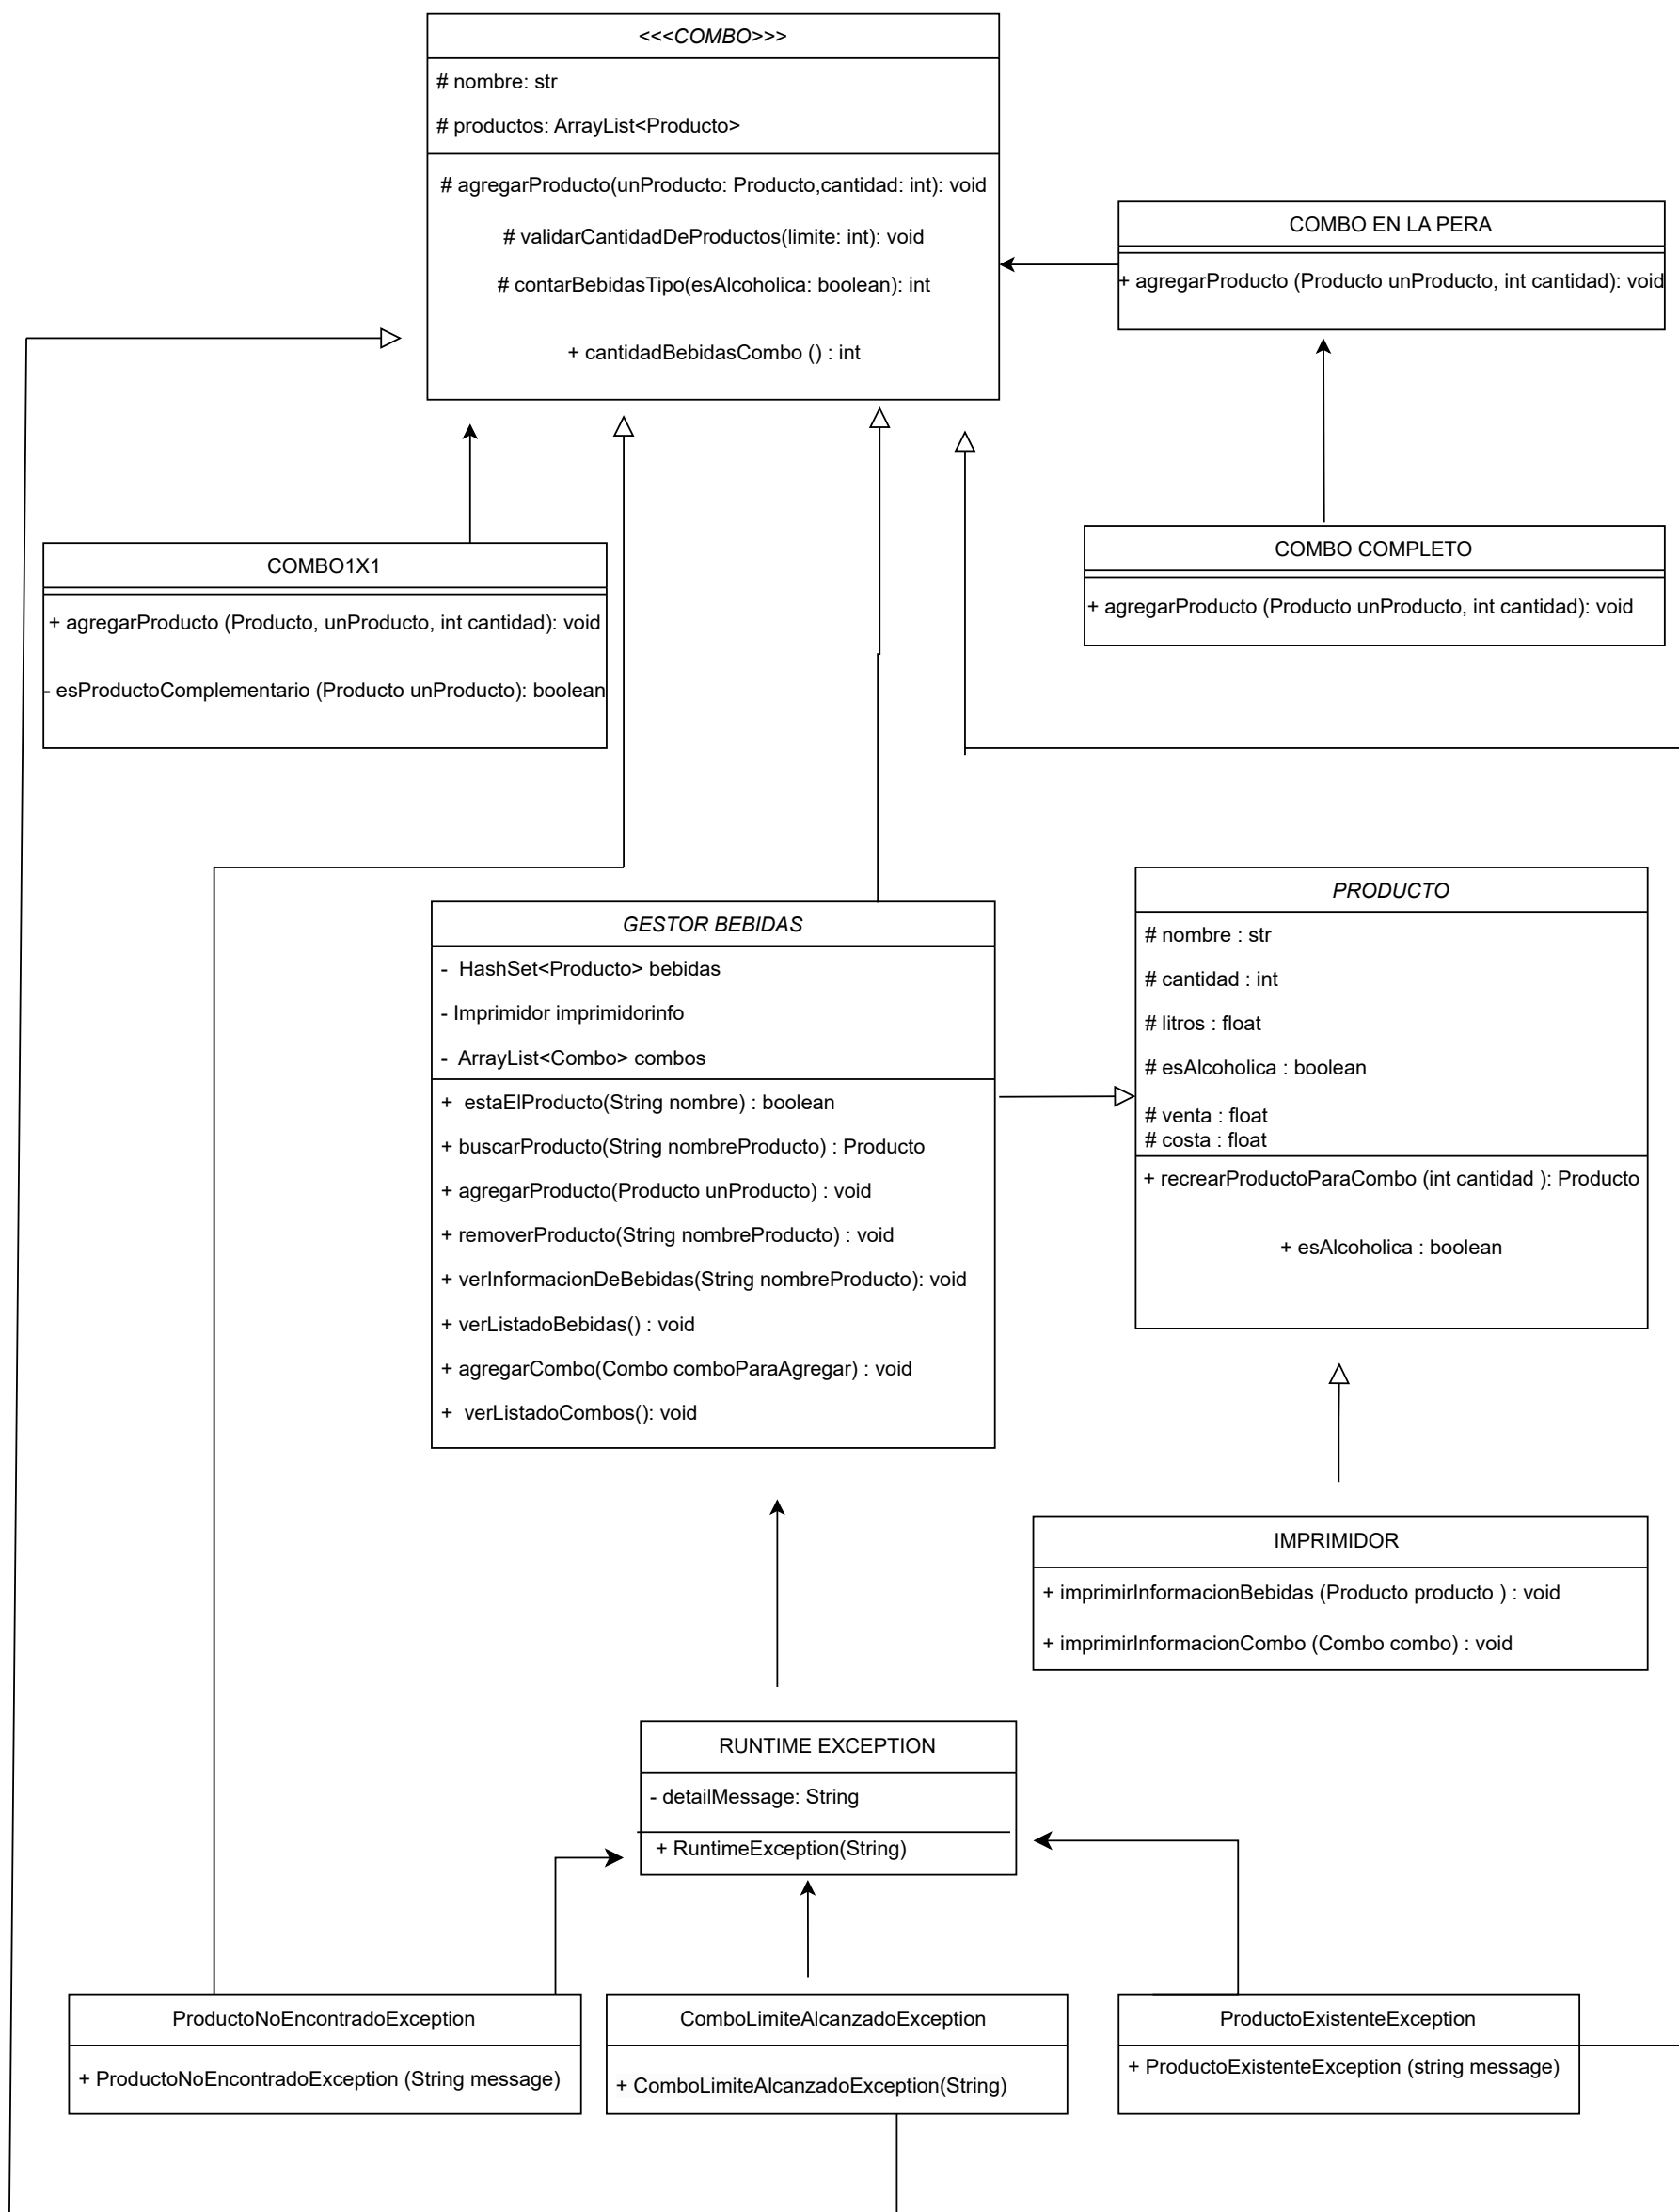 <<<COMBO>>>
# nombre: str
# productos: ArrayList<Producto>
# agregarProducto(unProducto: Producto,cantidad: int): void
# validarCantidadDeProductos(limite: int): void
# contarBebidasTipo(esAlcoholica: boolean): int
+ cantidadBebidasCombo () : int
COMBO EN LA PERA
+ agregarProducto (Producto unProducto, int cantidad): void
COMBO COMPLETO
+ agregarProducto (Producto unProducto, int cantidad): void
COMBO1X1
+ agregarProducto (Producto, unProducto, int cantidad): void
- esProductoComplementario (Producto unProducto): boolean
GESTOR BEBIDAS
- HashSet<Producto> bebidas
- Imprimidor imprimidorinfo
- ArrayList<Combo> combos
+ estaElProducto(String nombre) : boolean
+ buscarProducto(String nombreProducto) : Producto
+ agregarProducto(Producto unProducto) : void
+ removerProducto(String nombreProducto) : void
+ verInformacionDeBebidas(String nombreProducto): void
+ verListadoBebidas() : void
+ agregarCombo(Combo comboParaAgregar) : void
+ verListadoCombos(): void
PRODUCTO
# nombre : str
# cantidad : int
# litros : float
# esAlcoholica : boolean
# venta : float
# costa : float
+ recrearProductoParaCombo (int cantidad ): Producto
+ esAlcoholica : boolean
IMPRIMIDOR
+ imprimirInformacionBebidas (Producto producto ) : void
+ imprimirInformacionCombo (Combo combo) : void
RUNTIME EXCEPTION
- detailMessage: String
+ RuntimeException(String)
ProductoNoEncontradoException
+ ProductoNoEncontradoException (String message)
ComboLimiteAlcanzadoException
+ ComboLimiteAlcanzadoException(String)
ProductoExistenteException
+ ProductoExistenteException (string message)